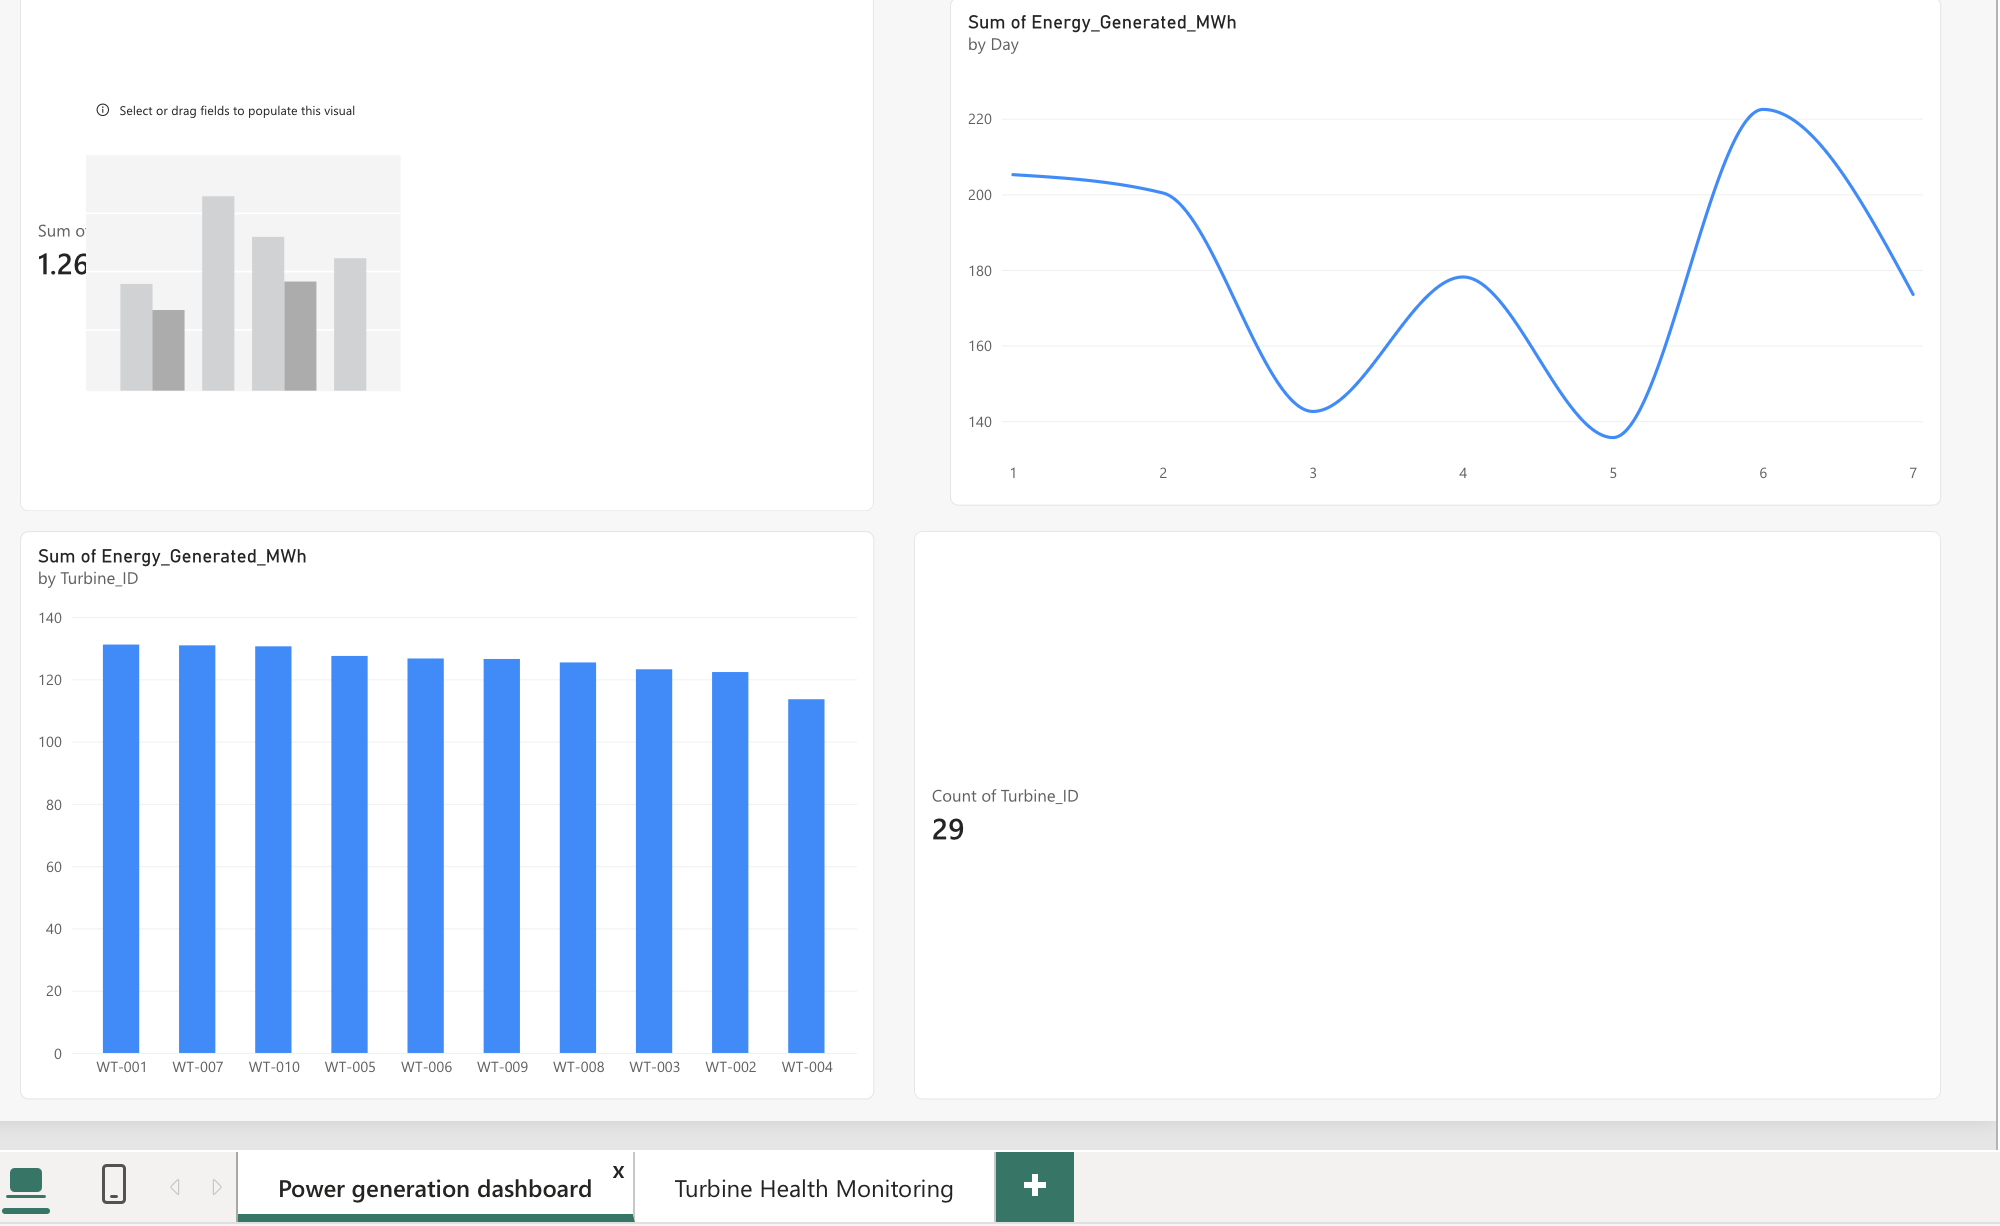 Select or drag fields to populate this visual
Sum o
1.26
Sum of Energy_Generated_MWh
by Day
220
200
180
160
140
1 2 3 4 5 6 7
Sum of Energy_Generated_MWh
by Turbine_ID
140
120
100
80
60
40
20
0
WT-001 WT-007 WT-010 WT-005 WT-006 WT-009 WT-008 WT-003 WT-002 WT-004
Count of Turbine_ID
29
Power generation dashboard x
Turbine Health Monitoring
+